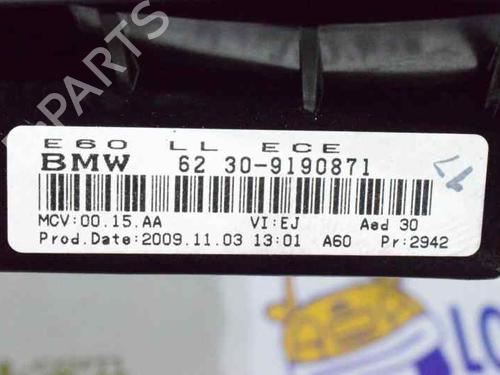 E60 LL ECE
BMW 62 30-9190871
MCV:00.15.AA VI:EJ Aed 30
Prod.Date:2009.11.03 13:01 A60 Pr:2942
LO